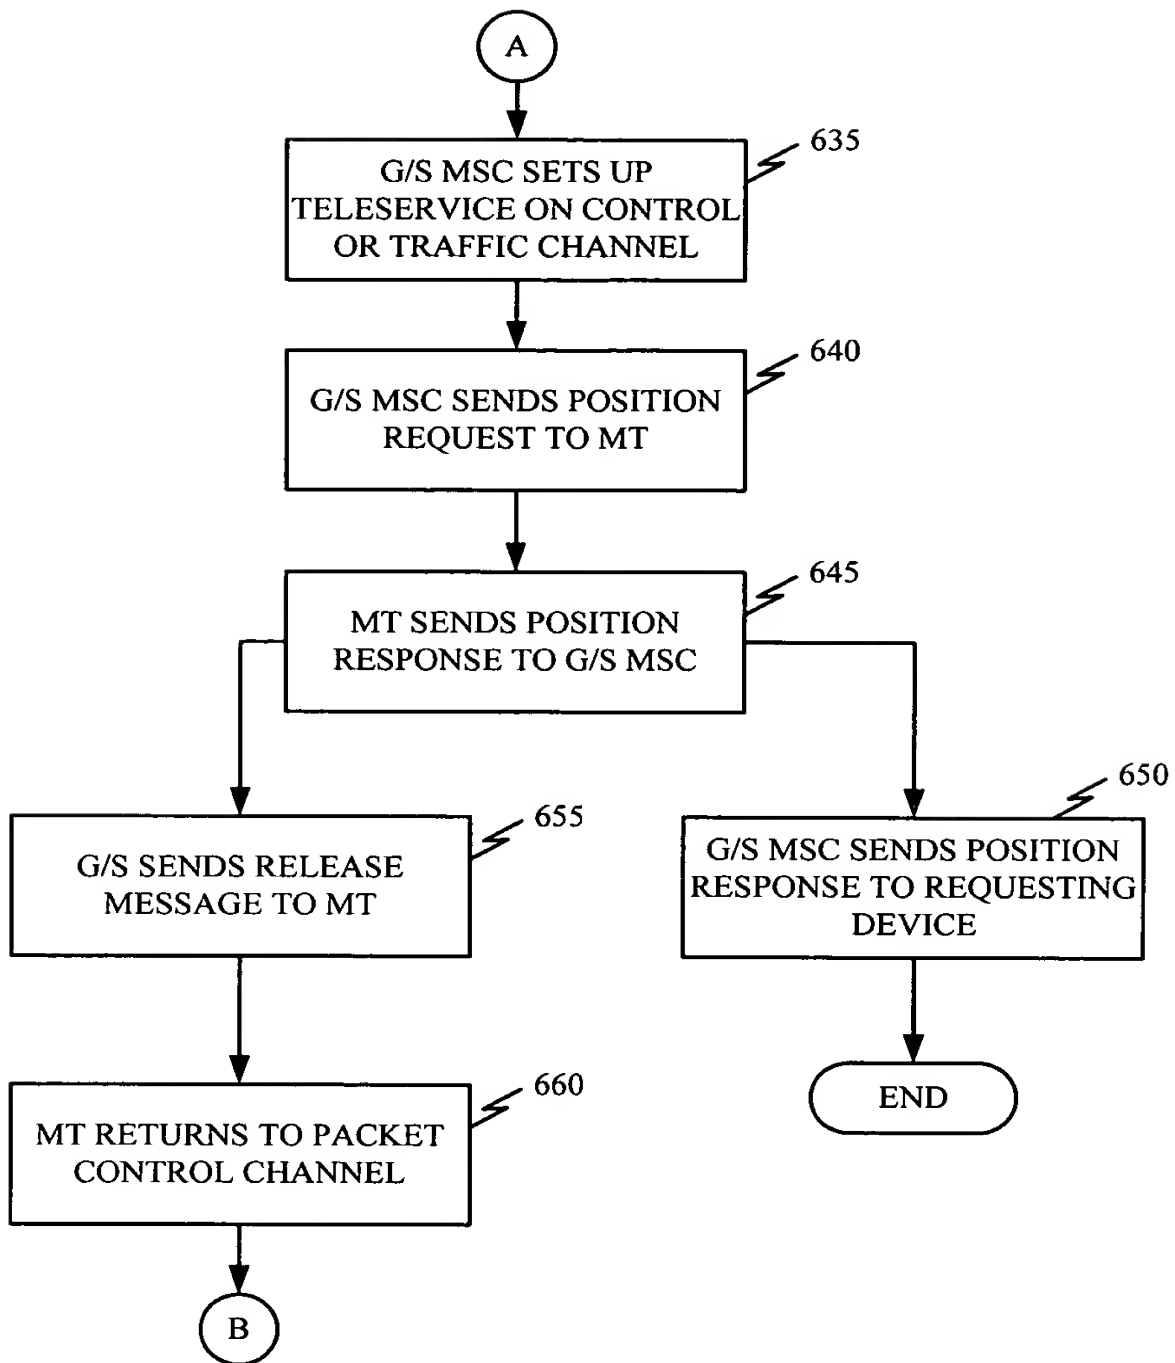 A
635
G/S MSC SETS UP
TELESERVICE ON CONTROL
OR TRAFFIC CHANNEL
640
G/S MSC SENDS POSITION
REQUEST TO MT
645
MT SENDS POSITION
RESPONSE TO G/S MSC
655
G/S SENDS RELEASE
MESSAGE TO MT
650
G/S MSC SENDS POSITION
RESPONSE TO REQUESTING
DEVICE
660
MT RETURNS TO PACKET
CONTROL CHANNEL
END
B